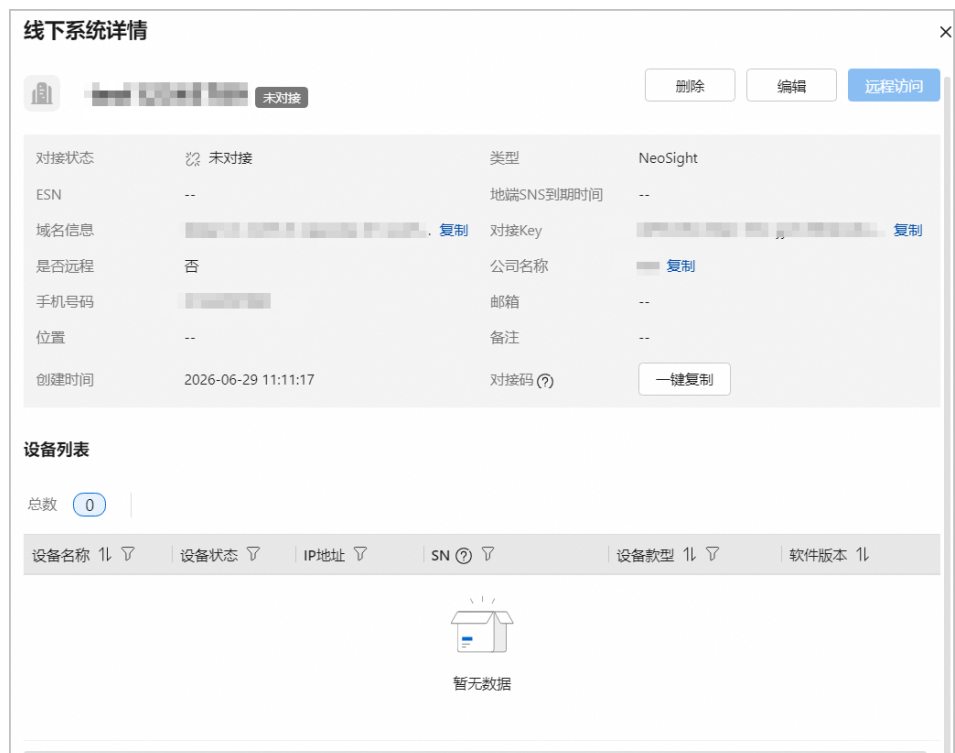 线下系统详情
未对接
删除
编辑
远程访问
对接状态 未对接 类型 NeoSight
ESN -- 地端SNS到期时间 --
域名信息 复制 对接Key 复制
是否远程 否 公司名称 复制
手机号码 邮箱 --
位置 -- 备注 --
创建时间 2026-06-29 11:11:17 对接码 一键复制
设备列表
总数 0
设备名称 设备状态 IP地址 SN 设备款型 软件版本
暂无数据